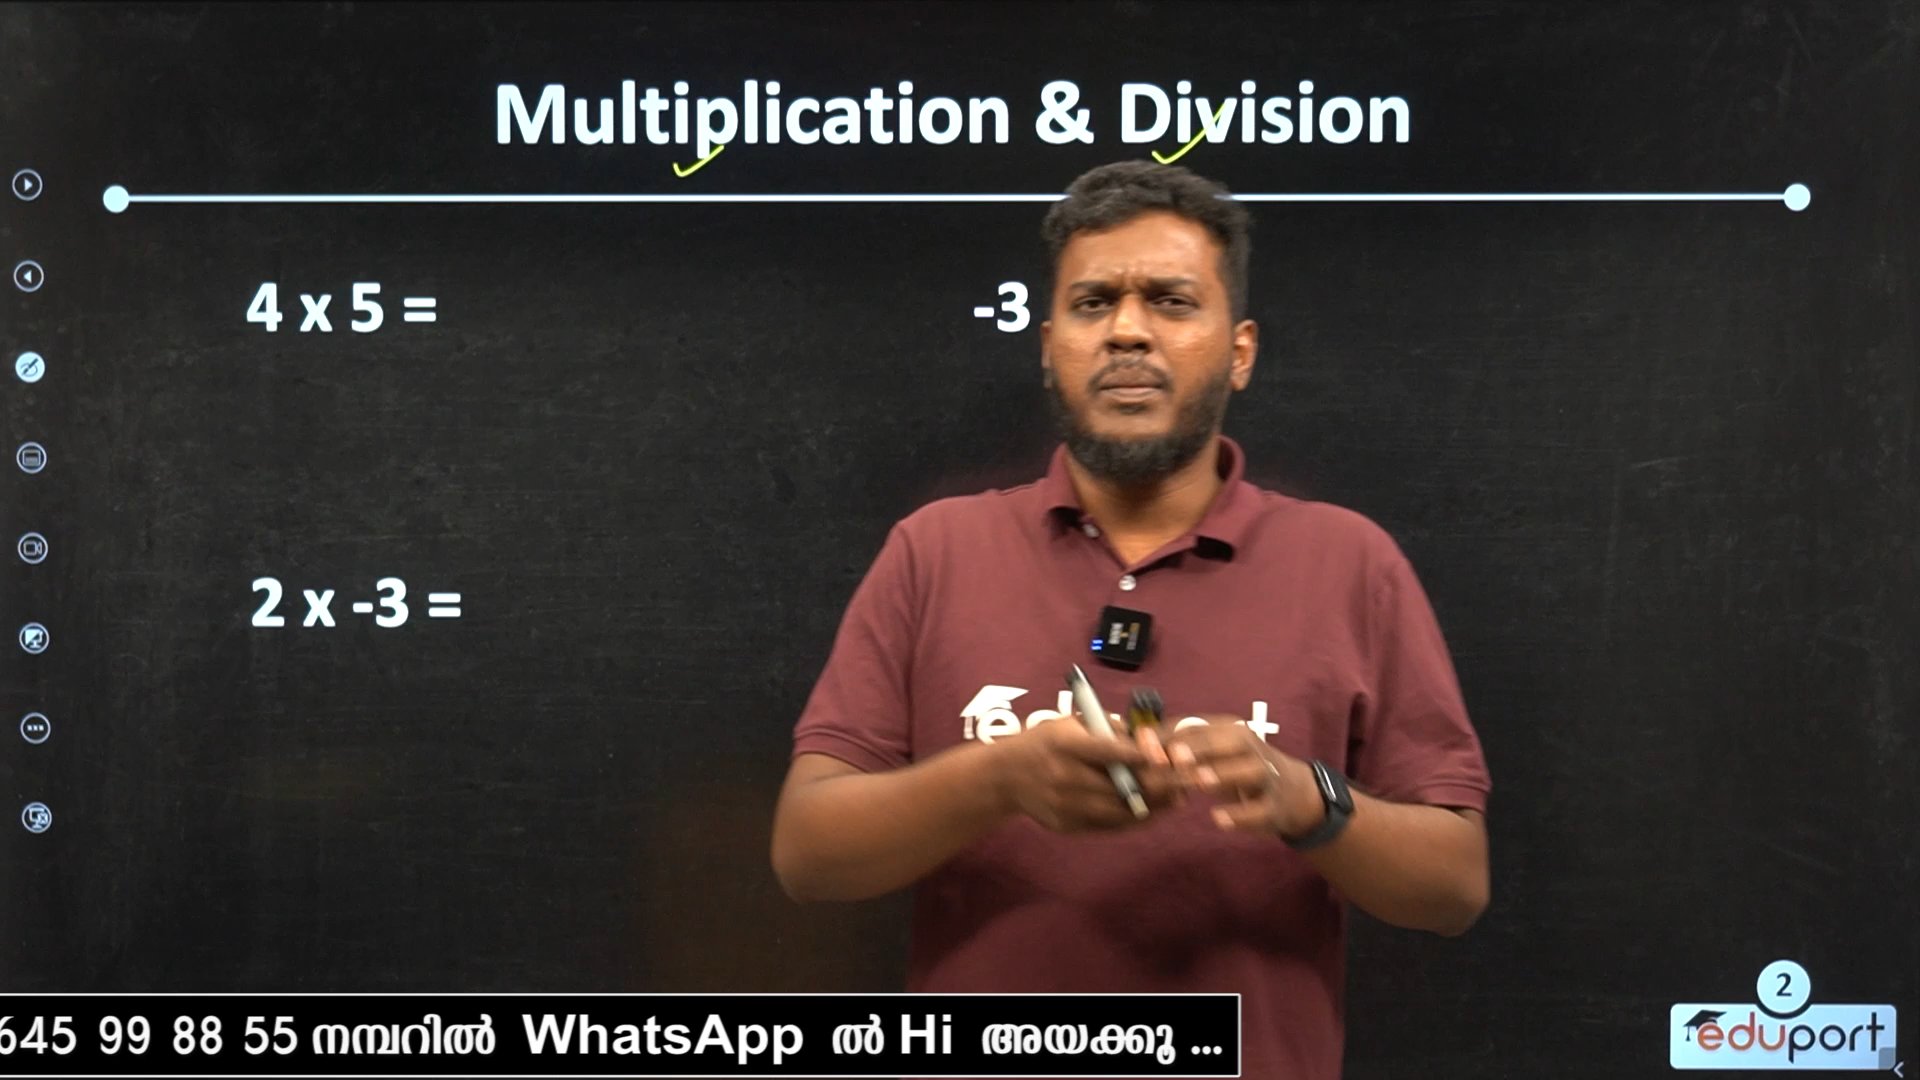 Multiplication & Division
4 x 5 =
-3
2 x -3 =
2
eduport
645 99 88 55 നമ്പറിൽ WhatsApp ൽ Hi അയക്കൂ ...